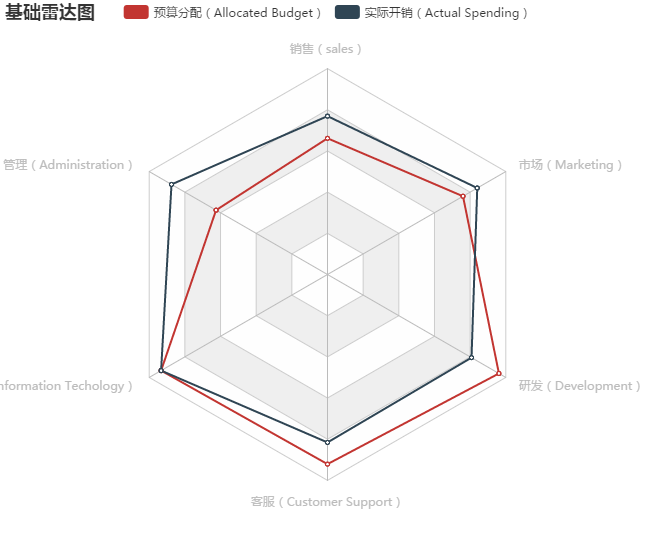 基础雷达图
预算分配（Allocated Budget）
实际开销（Actual Spending）
销售（sales）
管理（Administration）
市场（Marketing）
nformation Techology）
研发（Development）
客服（Customer Support）